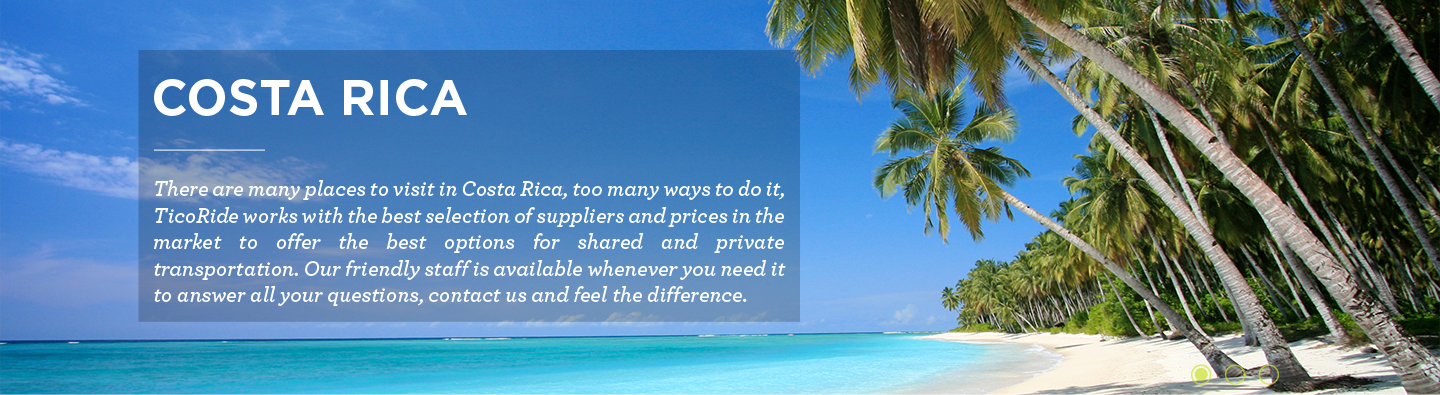 COSTA RICA
There are many places to visit in Costa Rica, too many ways to do it,
TicoRide works with the best selection of suppliers and prices in the
market to offer the best options for shared and private
transportation. Our friendly staff is available whenever you need it
to answer all your questions, contact us and feel the difference.